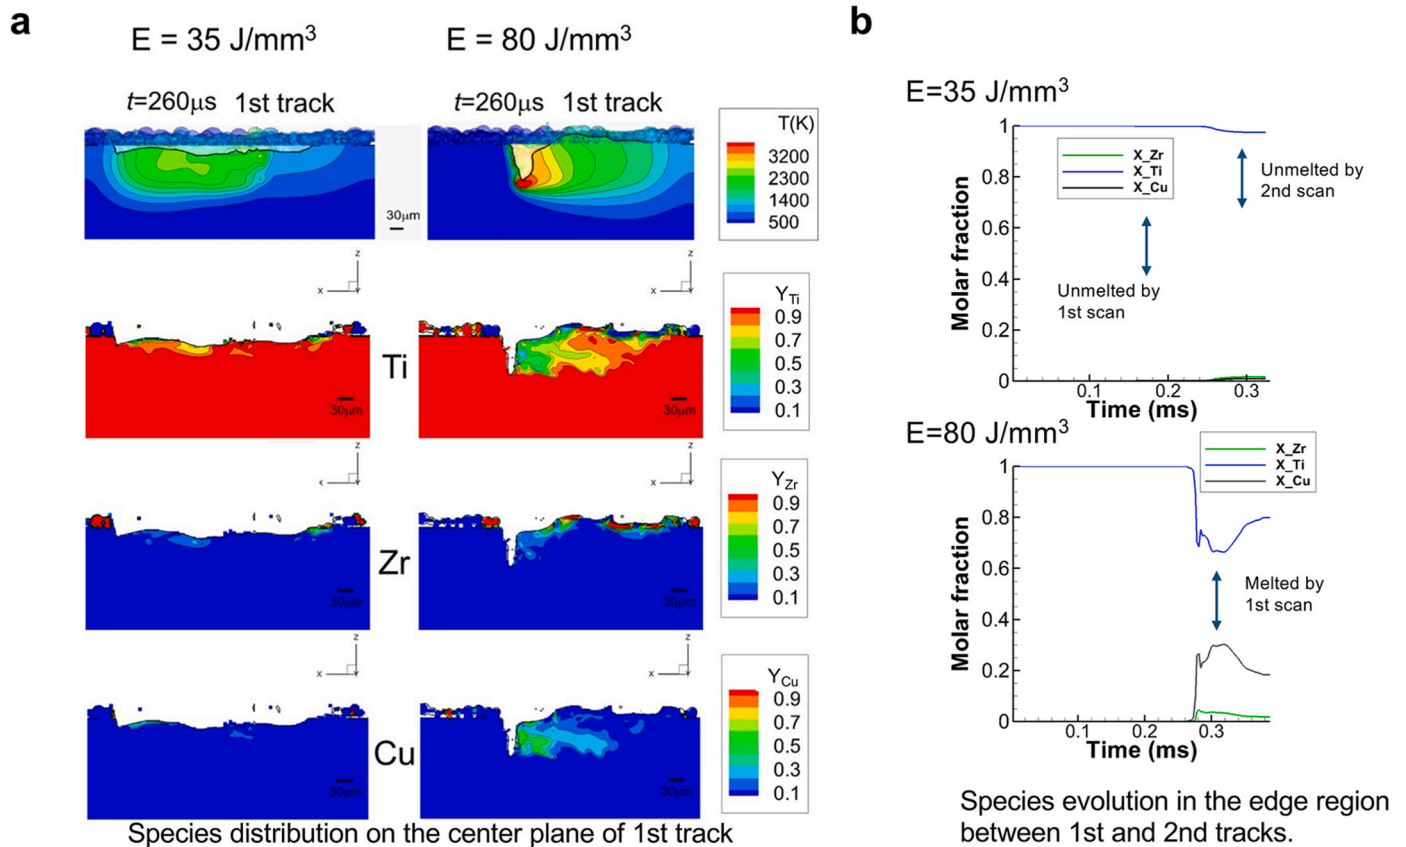 a
E = 35 J/mm³
E = 80 J/mm³
t=260μs 1st track
t=260μs 1st track
T(K)
3200
2300
1400
500
30μm
z
x
Y_Ti
0.9
0.7
0.5
0.3
0.1
Ti
30μm
30μm
z
x
z
x
Y_Zr
0.9
0.7
0.5
0.3
0.1
Zr
30μm
30μm
z
z
x
Y_Cu
0.9
0.7
0.5
0.3
0.1
Cu
30μm
30μm
z
x
z
x
Species distribution on the center plane of 1st track
b
E=35 J/mm³
Molar fraction
1
0.8
0.6
0.4
0.2
0
X_Zr
X_Ti
X_Cu
Unmelted by
2nd scan
Unmelted by
1st scan
0.1
0.2
0.3
Time (ms)
E=80 J/mm³
Molar fraction
1
0.8
0.6
0.4
0.2
0
X_Zr
X_Ti
X_Cu
Melted by
1st scan
0.1
0.2
0.3
Time (ms)
Species evolution in the edge region
between 1st and 2nd tracks.